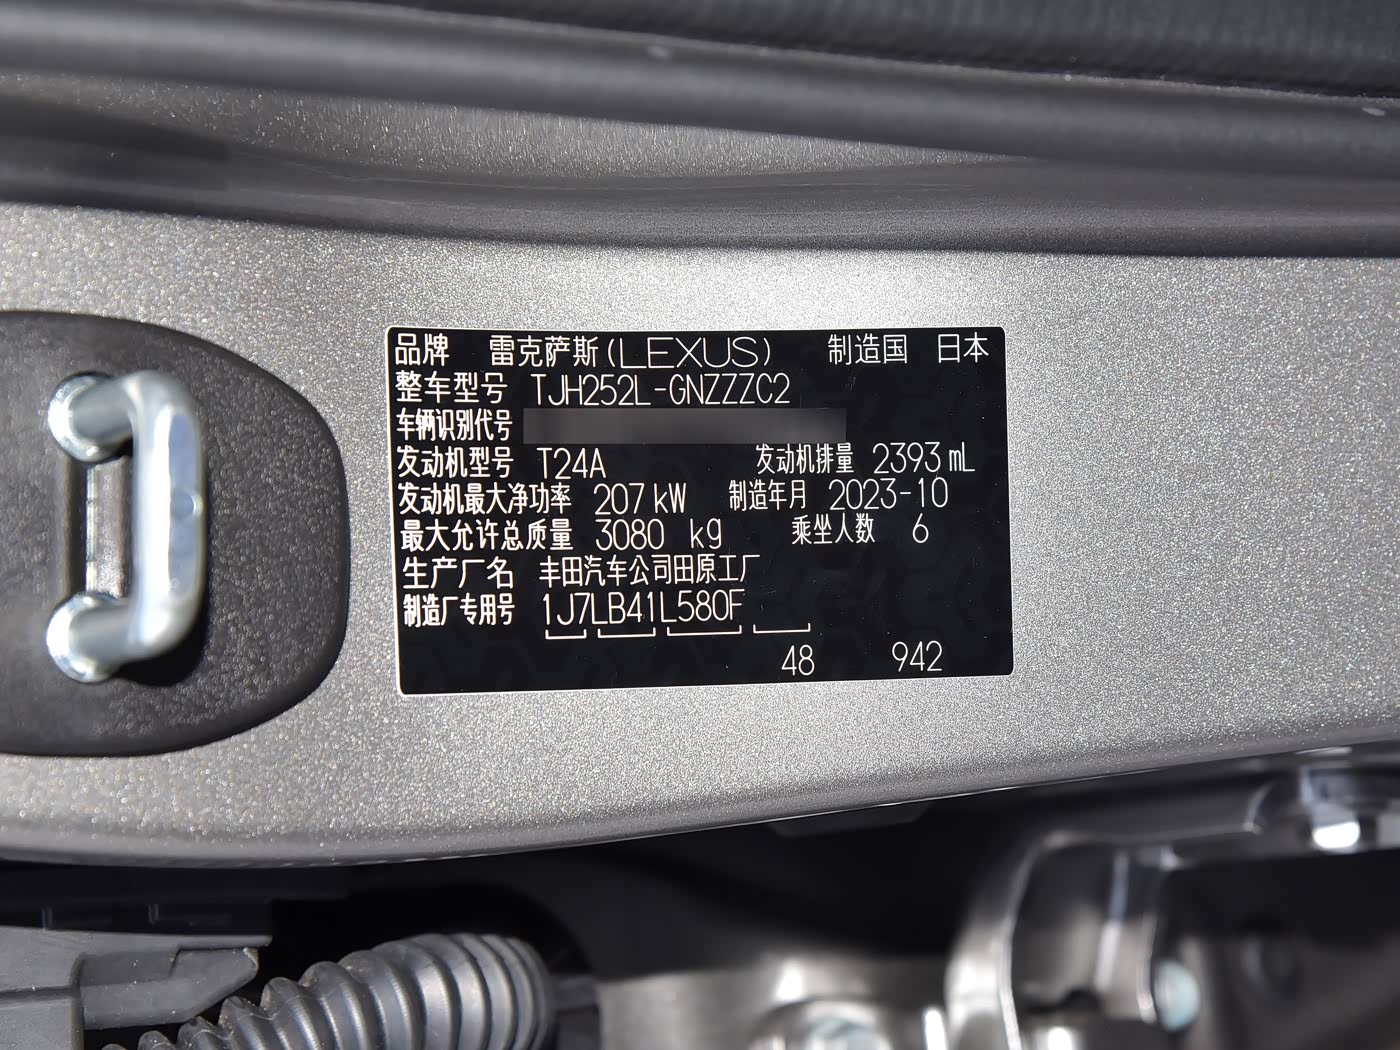 品牌 雷克萨斯(LEXUS) 制造国 日本
整车型号 TJH252L-GNZZZC2
车辆识别代号
发动机型号 T24A 发动机排量 2393 mL
发动机最大净功率 207 kW 制造年月 2023-10
最大允许总质量 3080 kg 乘坐人数 6
生产厂名 丰田汽车公司田原工厂
制造厂专用号 1J7LB41L580F
48 942